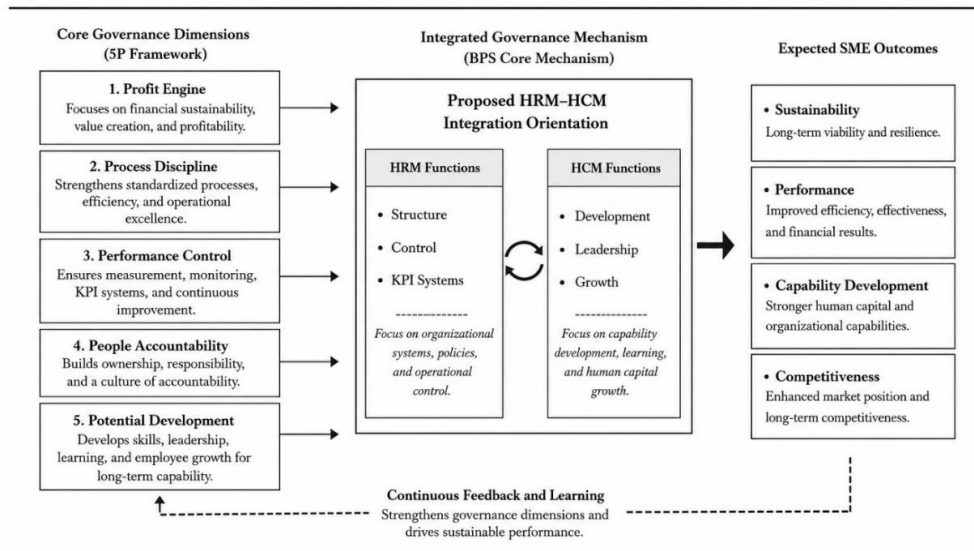 Core Governance Dimensions
(5P Framework)
1. Profit Engine
Focuses on financial sustainability,
value creation, and profitability.
2. Process Discipline
Strengthens standardized processes,
efficiency, and operational
excellence.
3. Performance Control
Ensures measurement, monitoring,
KPI systems, and continuous
improvement.
4. People Accountability
Builds ownership, responsibility,
and a culture of accountability.
5. Potential Development
Develops skills, leadership,
learning, and employee growth for
long-term capability.
Integrated Governance Mechanism
(BPS Core Mechanism)
Proposed HRM–HCM
Integration Orientation
HRM Functions
• Structure
• Control
• KPI Systems
-------------
Focus on organizational
systems, policies,
and operational
control.
HCM Functions
• Development
• Leadership
• Growth
-------------
Focus on capability
development, learning,
and human capital
growth.
Expected SME Outcomes
• Sustainability
Long-term viability and resilience.
• Performance
Improved efficiency, effectiveness,
and financial results.
• Capability Development
Stronger human capital and
organizational capabilities.
• Competitiveness
Enhanced market position and
long-term competitiveness.
Continuous Feedback and Learning
Strengthens governance dimensions and
drives sustainable performance.